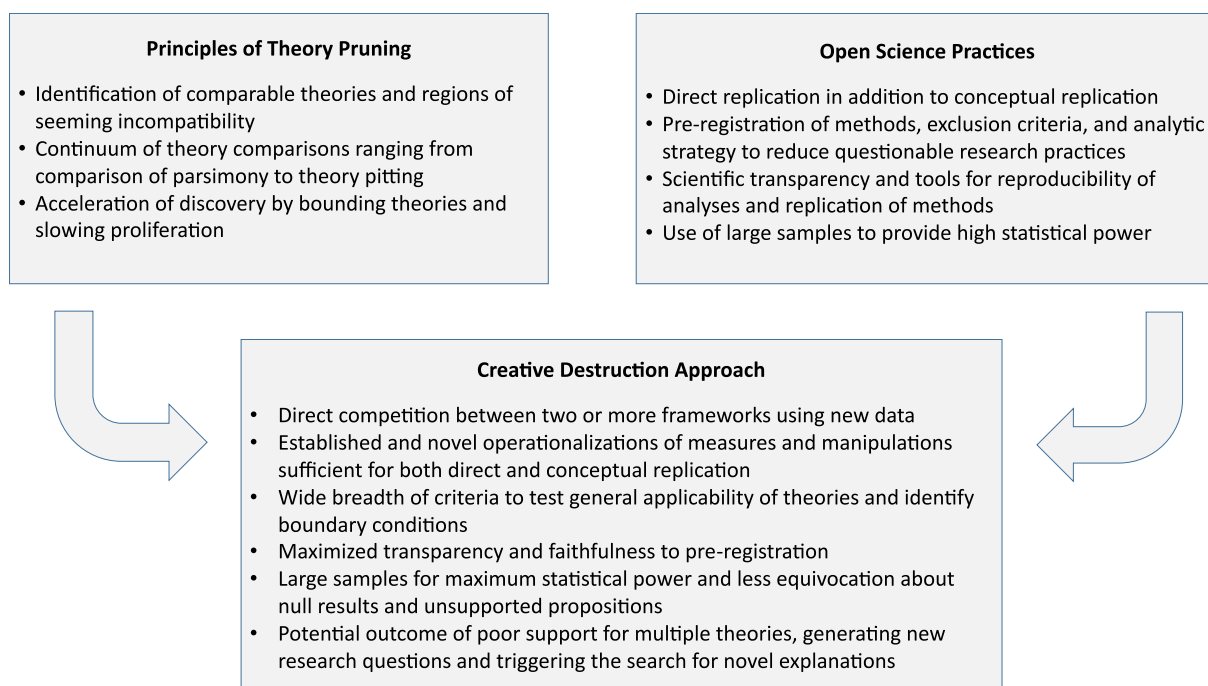 Principles of Theory Pruning
• Identification of comparable theories and regions of
seeming incompatibility
• Continuum of theory comparisons ranging from
comparison of parsimony to theory pitting
• Acceleration of discovery by bounding theories and
slowing proliferation
Open Science Practices
• Direct replication in addition to conceptual replication
• Pre-registration of methods, exclusion criteria, and analytic
strategy to reduce questionable research practices
• Scientific transparency and tools for reproducibility of
analyses and replication of methods
• Use of large samples to provide high statistical power
Creative Destruction Approach
• Direct competition between two or more frameworks using new data
• Established and novel operationalizations of measures and manipulations
sufficient for both direct and conceptual replication
• Wide breadth of criteria to test general applicability of theories and identify
boundary conditions
• Maximized transparency and faithfulness to pre-registration
• Large samples for maximum statistical power and less equivocation about
null results and unsupported propositions
• Potential outcome of poor support for multiple theories, generating new
research questions and triggering the search for novel explanations